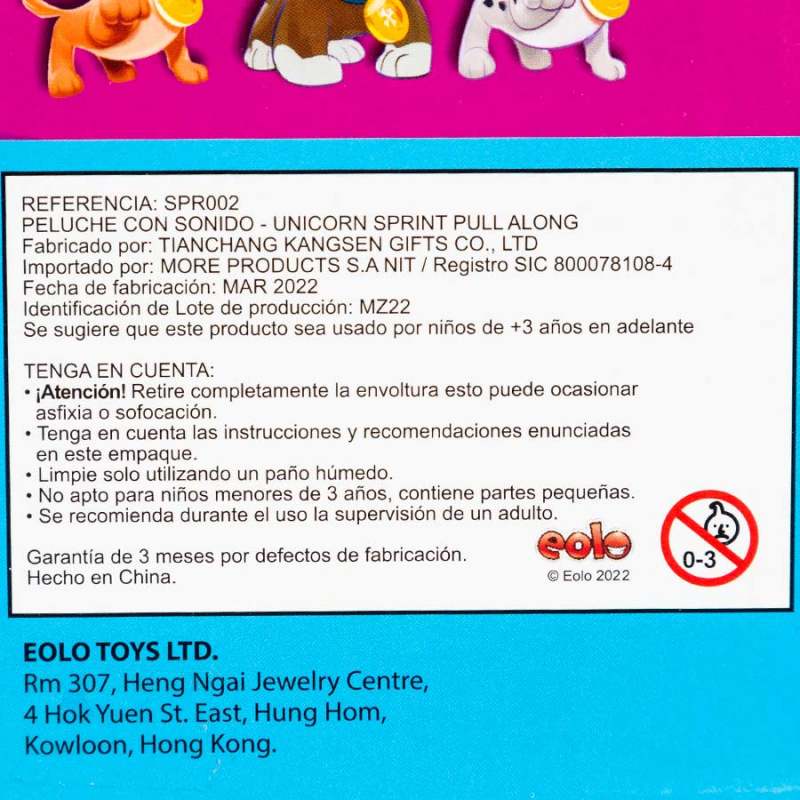 REFERENCIA: SPR002
PELUCHE CON SONIDO - UNICORN SPRINT PULL ALONG
Fabricado por: TIANCHANG KANGSEN GIFTS CO., LTD
Importado por: MORE PRODUCTS S.A NIT / Registro SIC 800078108-4
Fecha de fabricación: MAR 2022
Identificación de Lote de producción: MZ22
Se sugiere que este producto sea usado por niños de +3 años en adelante
TENGA EN CUENTA:
• ¡Atención! Retire completamente la envoltura esto puede ocasionar
asfixia o sofocación.
• Tenga en cuenta las instrucciones y recomendaciones enunciadas
en este empaque.
• Limpie solo utilizando un paño húmedo.
• No apto para niños menores de 3 años, contiene partes pequeñas.
• Se recomienda durante el uso la supervisión de un adulto.
Garantía de 3 meses por defectos de fabricación.
Hecho en China.
eolo
© Eolo 2022
0-3
EOLO TOYS LTD.
Rm 307, Heng Ngai Jewelry Centre,
4 Hok Yuen St. East, Hung Hom,
Kowloon, Hong Kong.